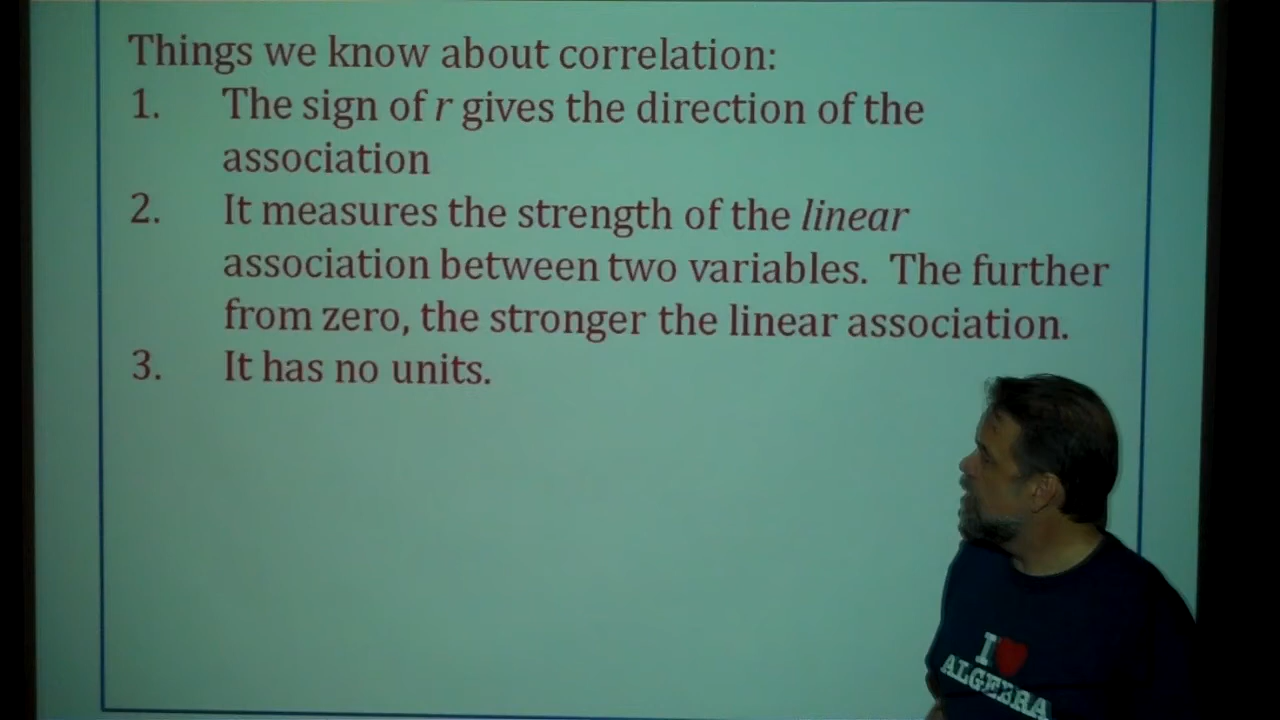 Things we know about correlation:
1. The sign of r gives the direction of the
association
2. It measures the strength of the linear
association between two variables. The further
from zero, the stronger the linear association.
3. It has no units.
I ❤
ALGEBRA